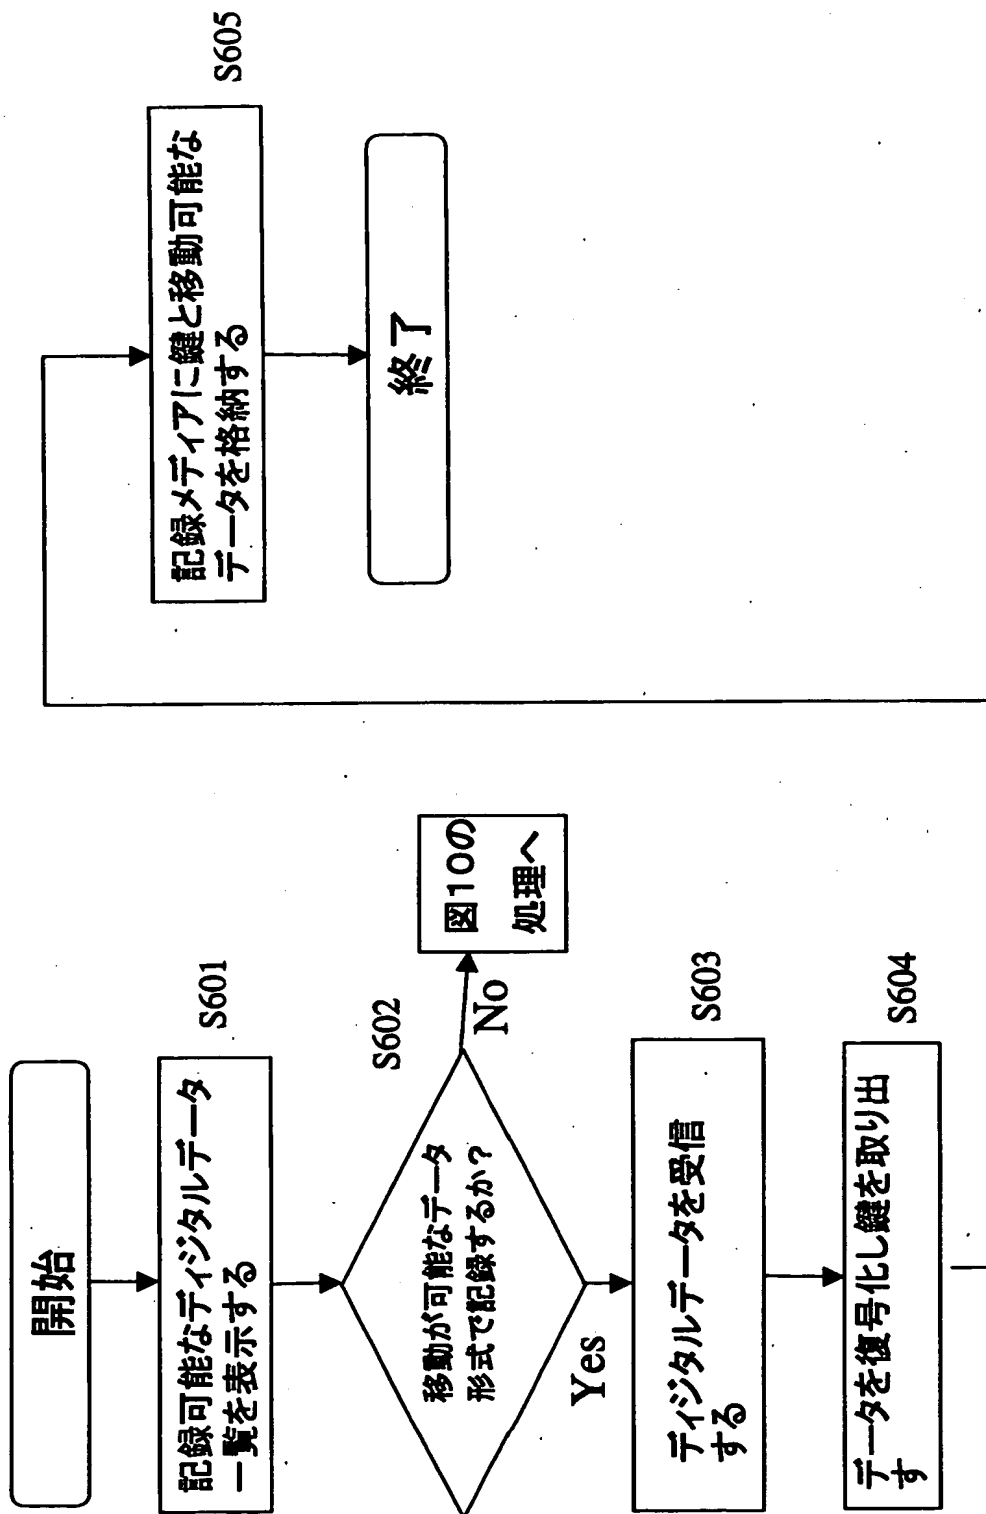 開始
記録可能なディジタルデータ
一覧を表示する
S601
移動が可能なデータ
形式で記録するか?
S602
No
図10の
処理へ
Yes
ディジタルデータを受信
する
S603
データを復号化し鍵を取り出
す
S604
記録メディアに鍵と移動可能な
データを格納する
S605
終了